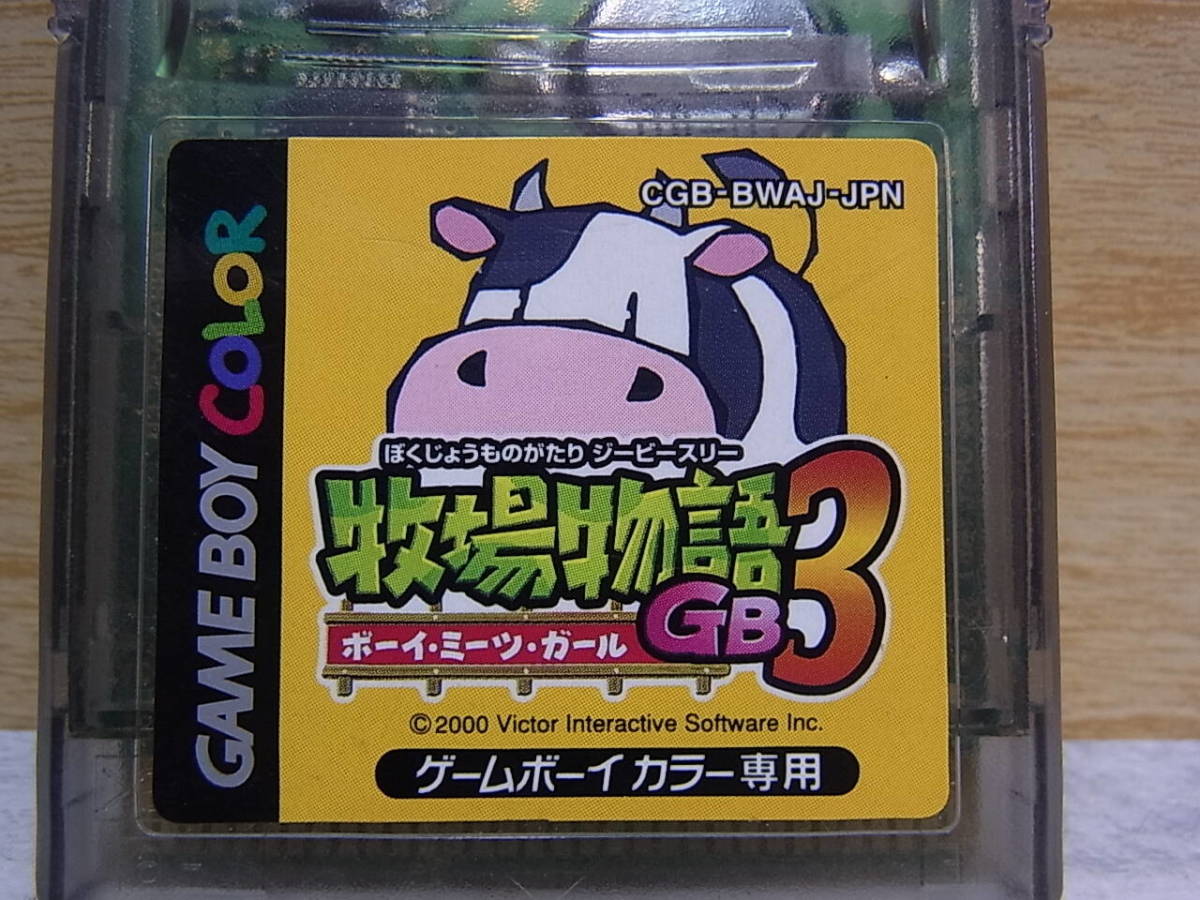 GAME BOY COLOR
CGB-BWAJ-JPN
ぼくじょうものがたり ジービースリー
牧場物語
GB3
ボーイ・ミーツ・ガール
©2000 Victor Interactive Software Inc.
ゲームボーイカラー専用